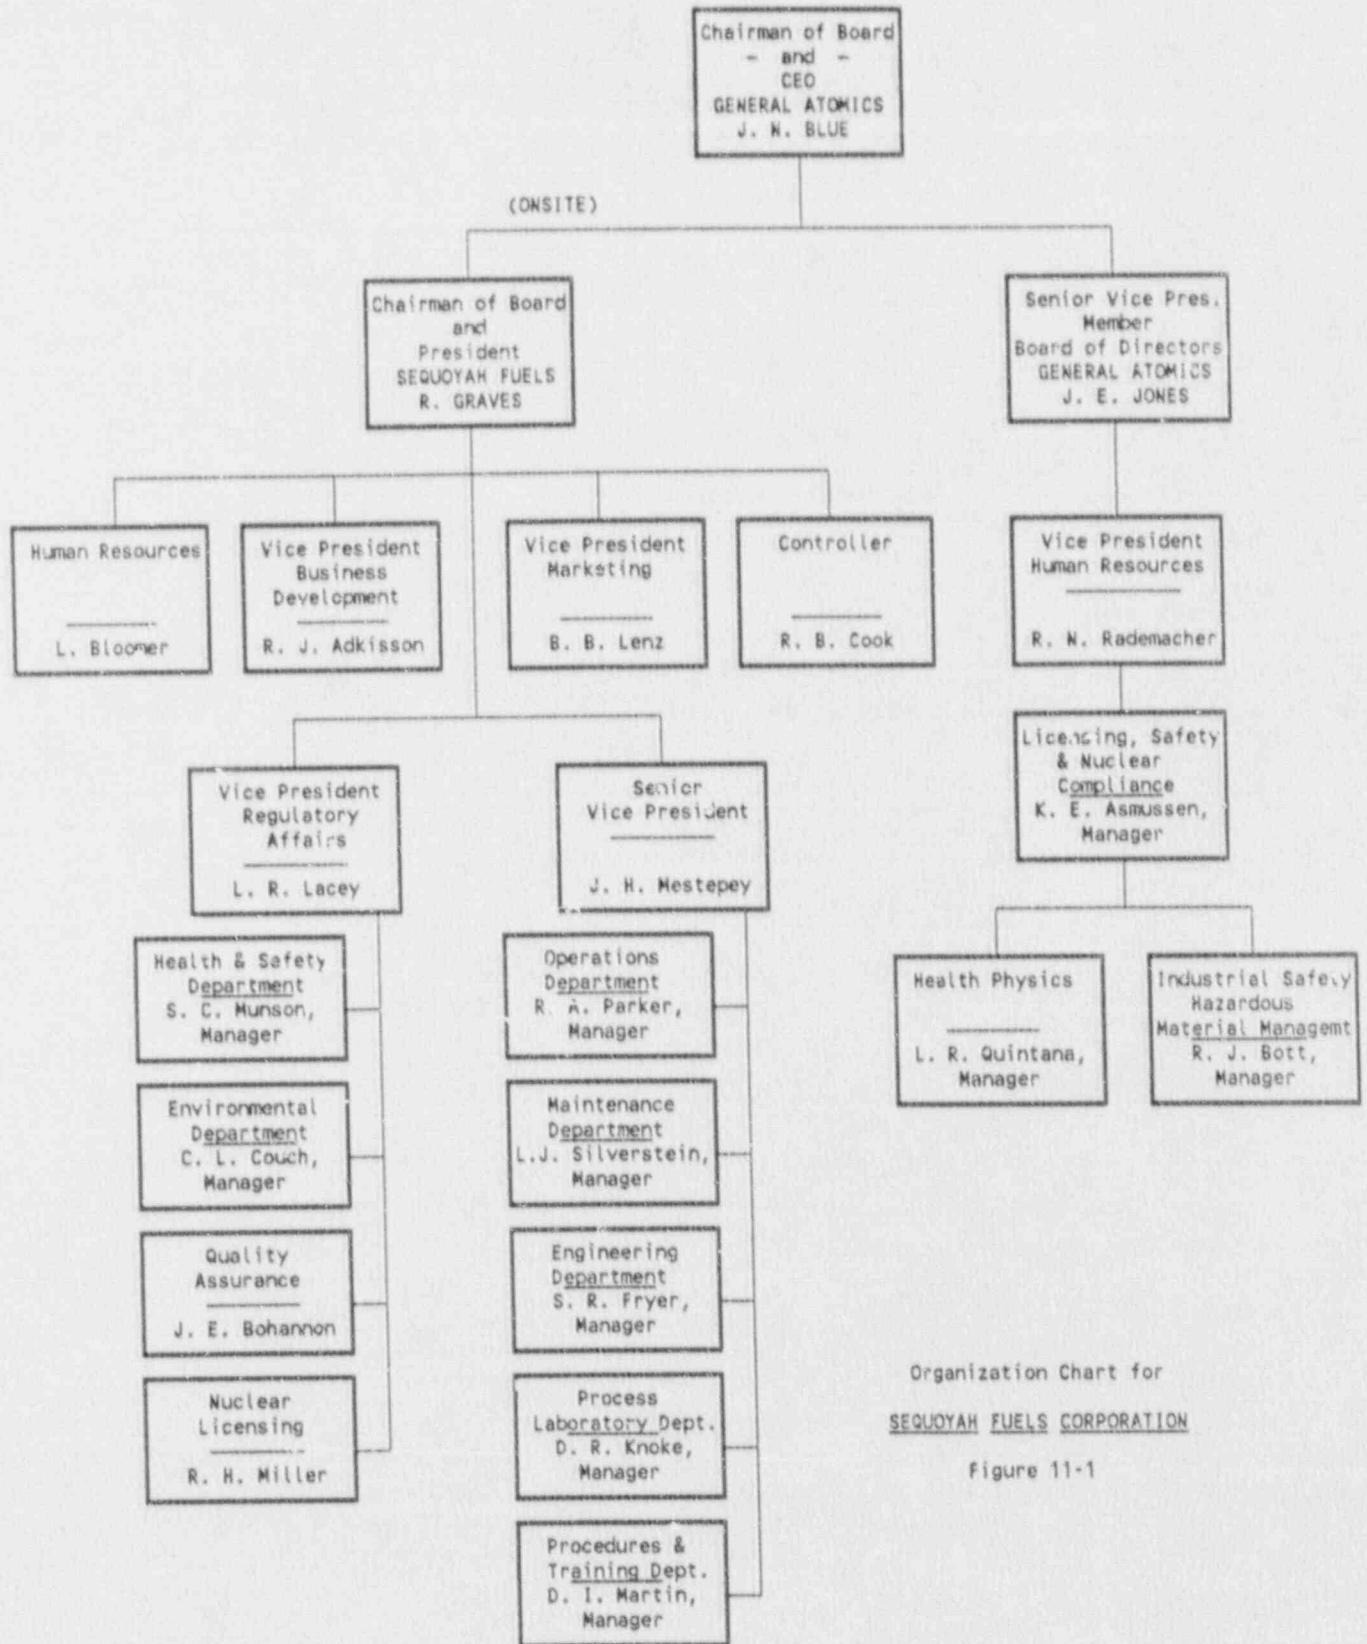 Chairman of Board
- and -
CEO
GENERAL ATOMICS
J. N. BLUE
(ONSITE)
Chairman of Board
and
President
SEQUOYAH FUELS
R. GRAVES
Senior Vice Pres.
Member
Board of Directors
GENERAL ATOMICS
J. E. JONES
Human Resources
L. Bloomer
Vice President
Business
Development
R. J. Adkisson
Vice President
Marketing
B. B. Lenz
Controller
R. B. Cook
Vice President
Human Resources
R. N. Rademacher
Licensing, Safety
& Nuclear
Compliance
K. E. Asmussen,
Manager
Vice President
Regulatory
Affairs
L. R. Lacey
Senior
Vice President
J. H. Mestepey
Health & Safety
Department
S. C. Munson,
Manager
Environmental
Department
C. L. Couch,
Manager
Quality
Assurance
J. E. Bohannon
Nuclear
Licensing
R. H. Miller
Operations
Department
R. A. Parker,
Manager
Maintenance
Department
L.J. Silverstein,
Manager
Engineering
Department
S. R. Fryer,
Manager
Process
Laboratory Dept.
D. R. Knoke,
Manager
Procedures &
Training Dept.
D. I. Martin,
Manager
Health Physics
L. R. Quintana,
Manager
Industrial Safety
Hazardous
Material Managemt
R. J. Bott,
Manager
Organization Chart for
SEQUOYAH FUELS CORPORATION
Figure 11-1